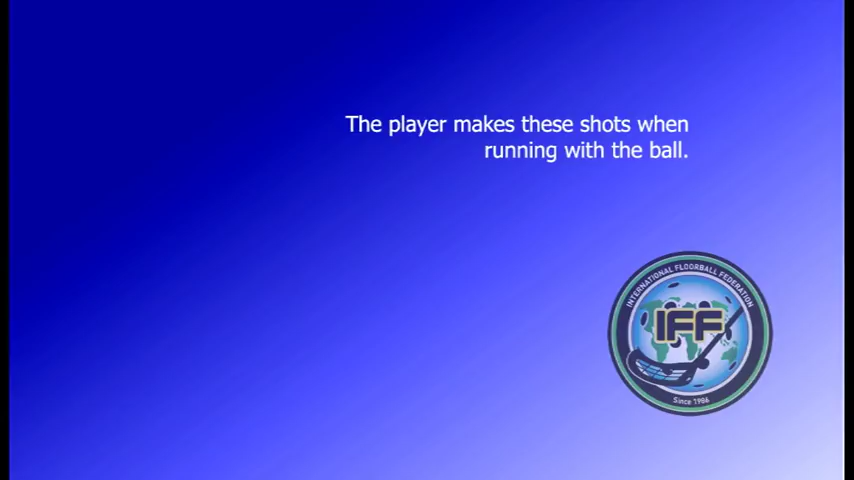 The player makes these shots when
running with the ball.
INTERNATIONAL FLOORBALL FEDERATION
IFF
Since 1986